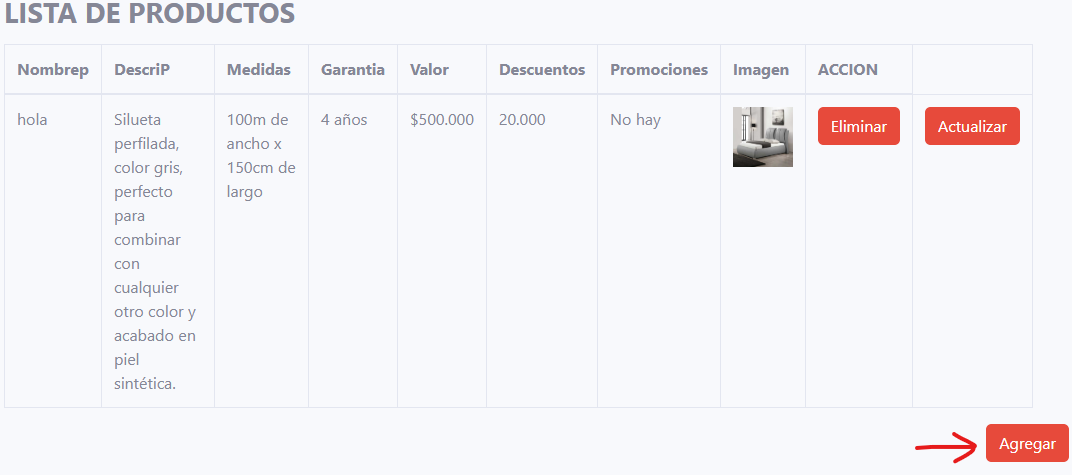 LISTA DE PRODUCTOS
Nombrep DescriP Medidas Garantia Valor Descuentos Promociones Imagen ACCION
hola
Silueta
perfilada,
color gris,
perfecto
para
combinar
con
cualquier
otro color y
acabado en
piel
sintética.
100m de
ancho x
150cm de
largo
4 años
$500.000
20.000
No hay
Eliminar
Actualizar
Agregar